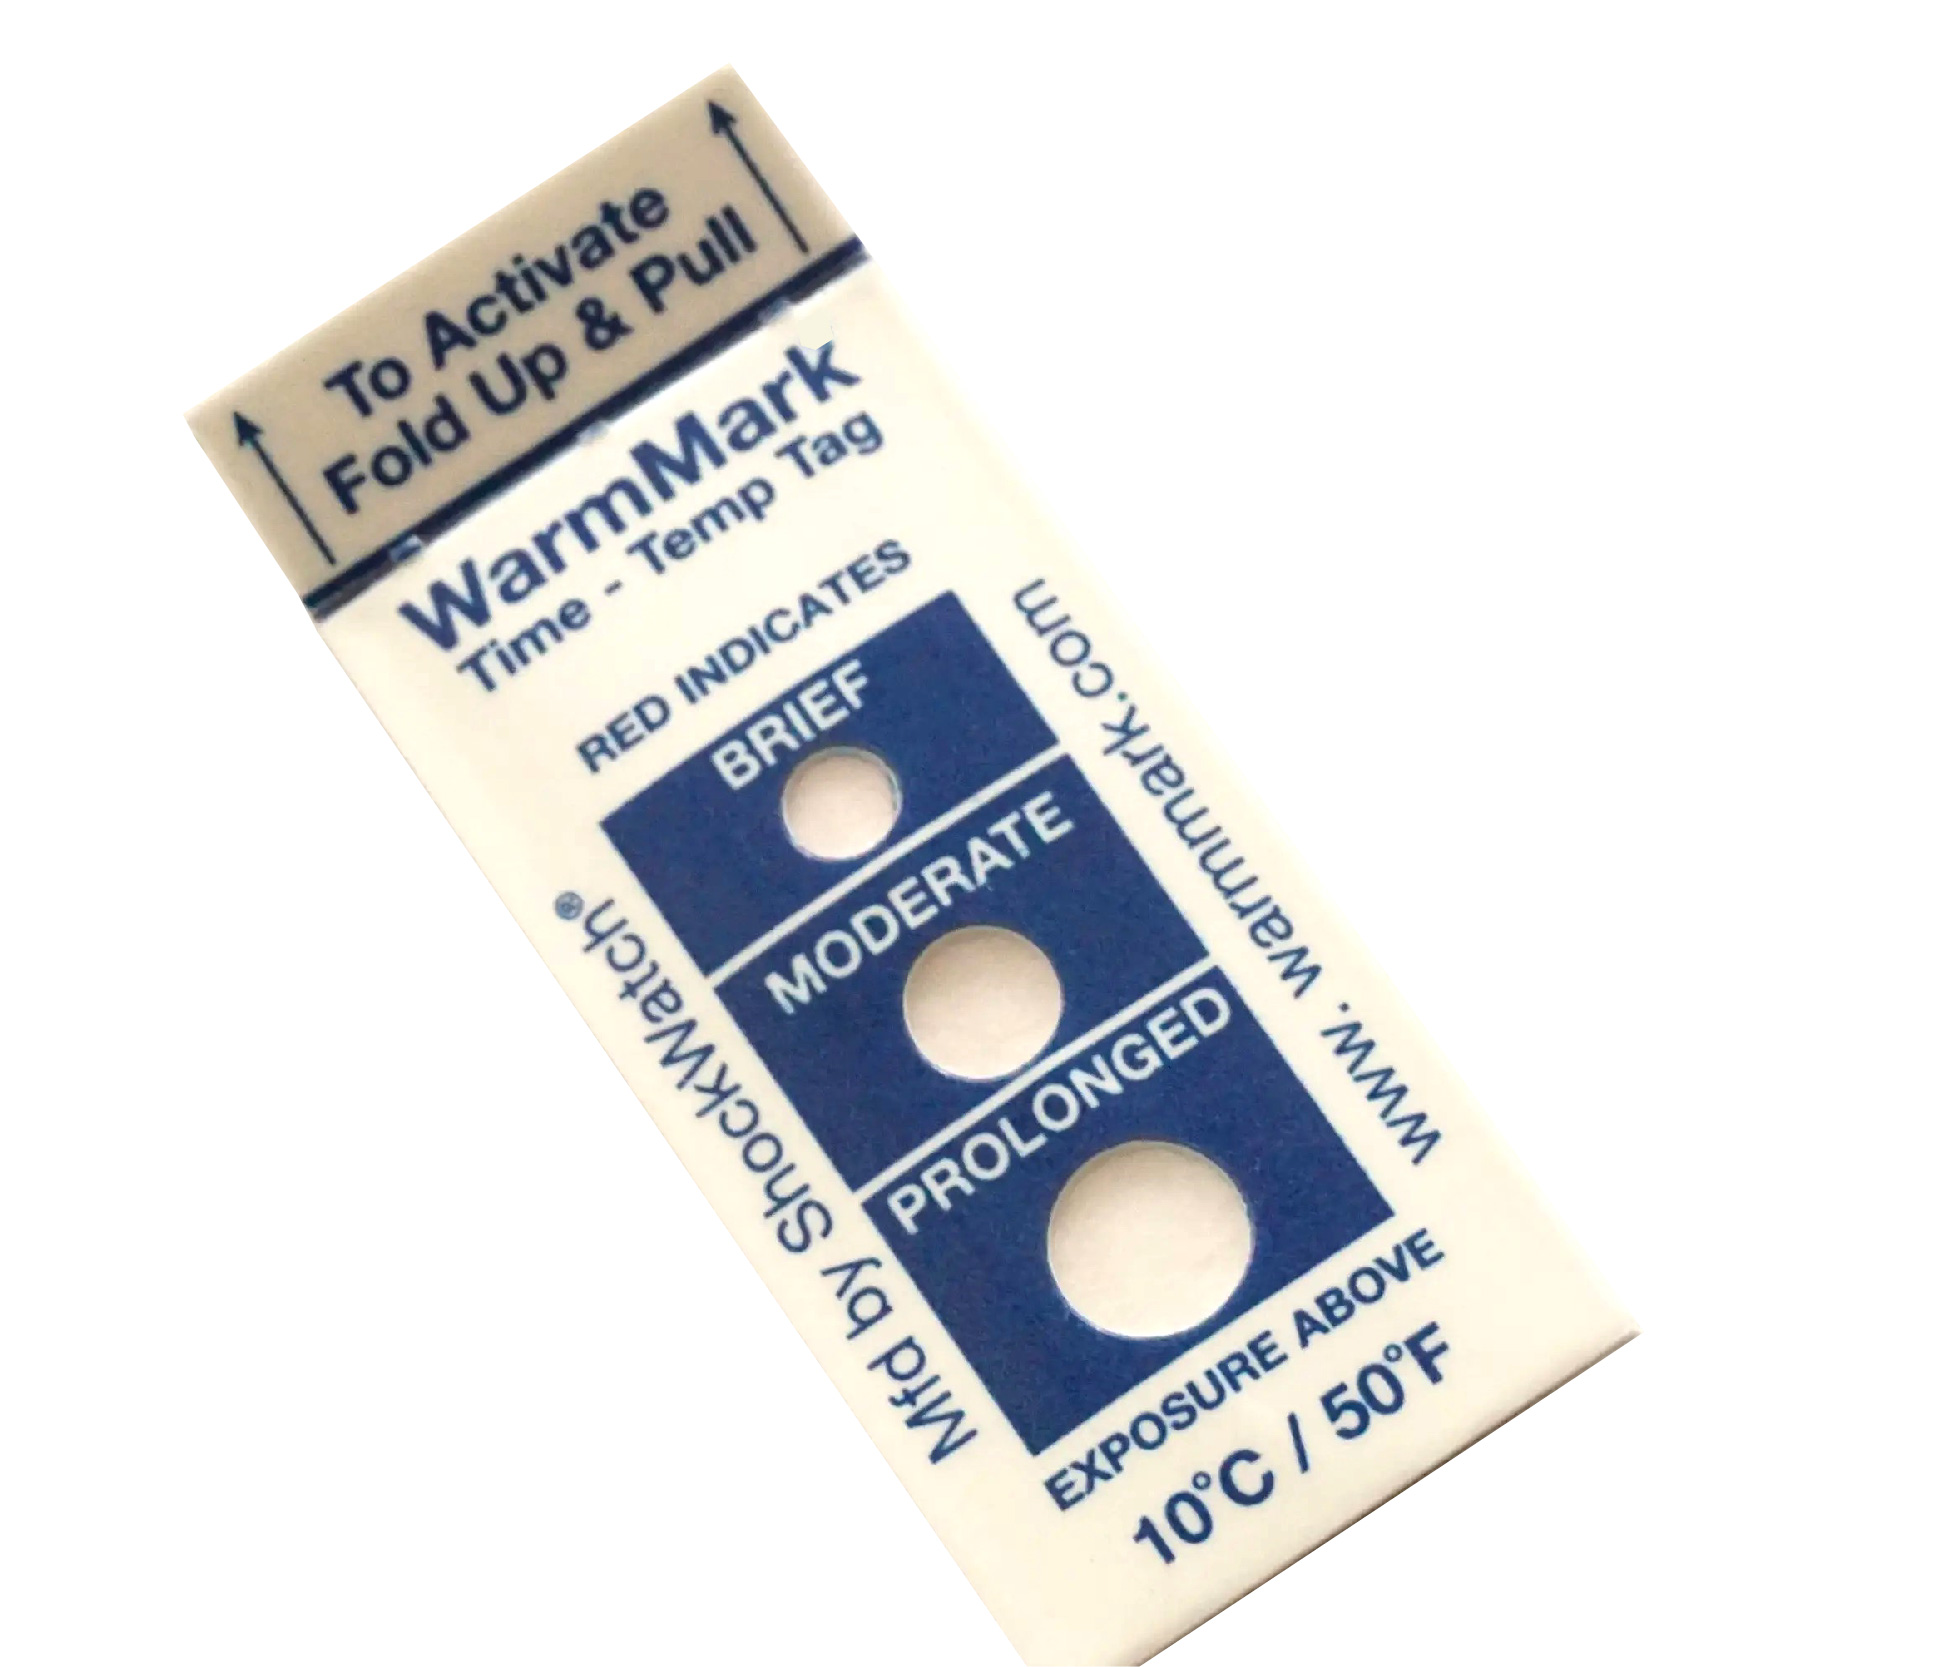 To Activate
Fold Up & Pull
WarmMark
Time - Temp Tag
RED INDICATES
BRIEF
MODERATE
PROLONGED
EXPOSURE ABOVE
10°C / 50°F
Mfd by ShockWatch®
www. warmmark.com